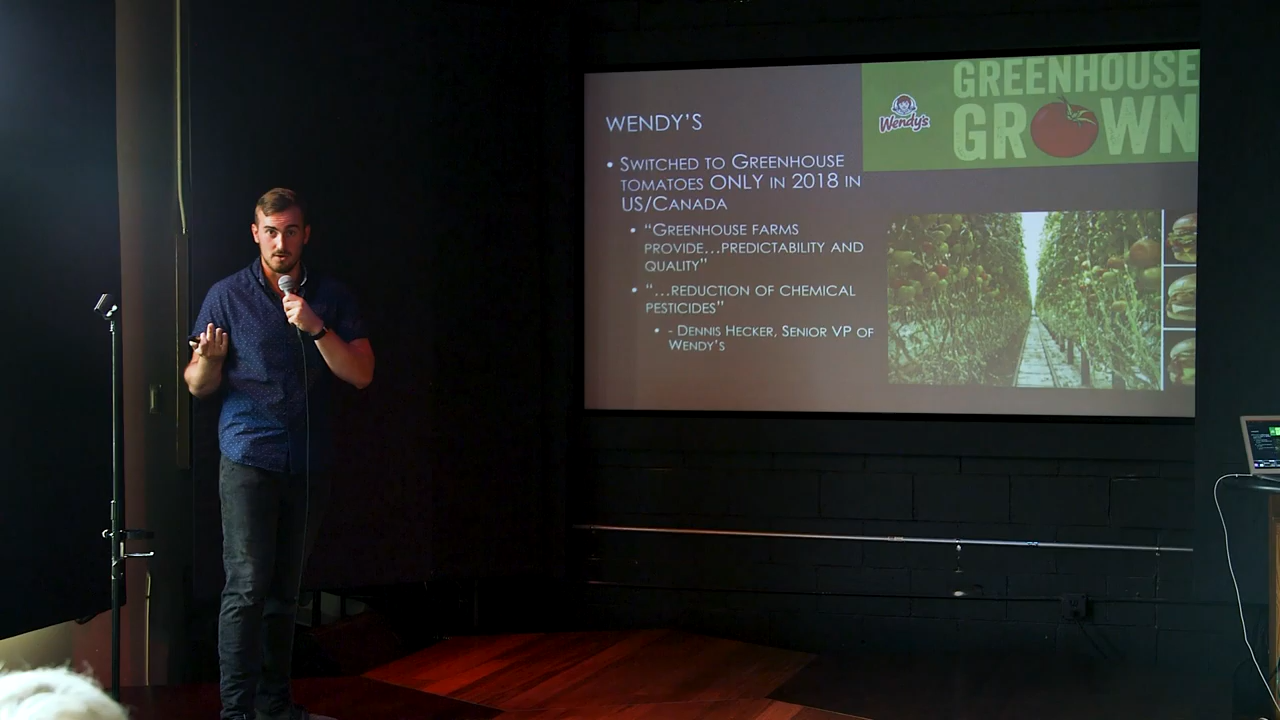 WENDY'S
• SWITCHED TO GREENHOUSE
TOMATOES ONLY IN 2018 IN
US/CANADA
• "GREENHOUSE FARMS
PROVIDE...PREDICTABILITY AND
QUALITY"
• "...REDUCTION OF CHEMICAL
PESTICIDES"
• - DENNIS HECKER, SENIOR VP OF
WENDY'S
Wendy's
GREENHOUSE
GROWN